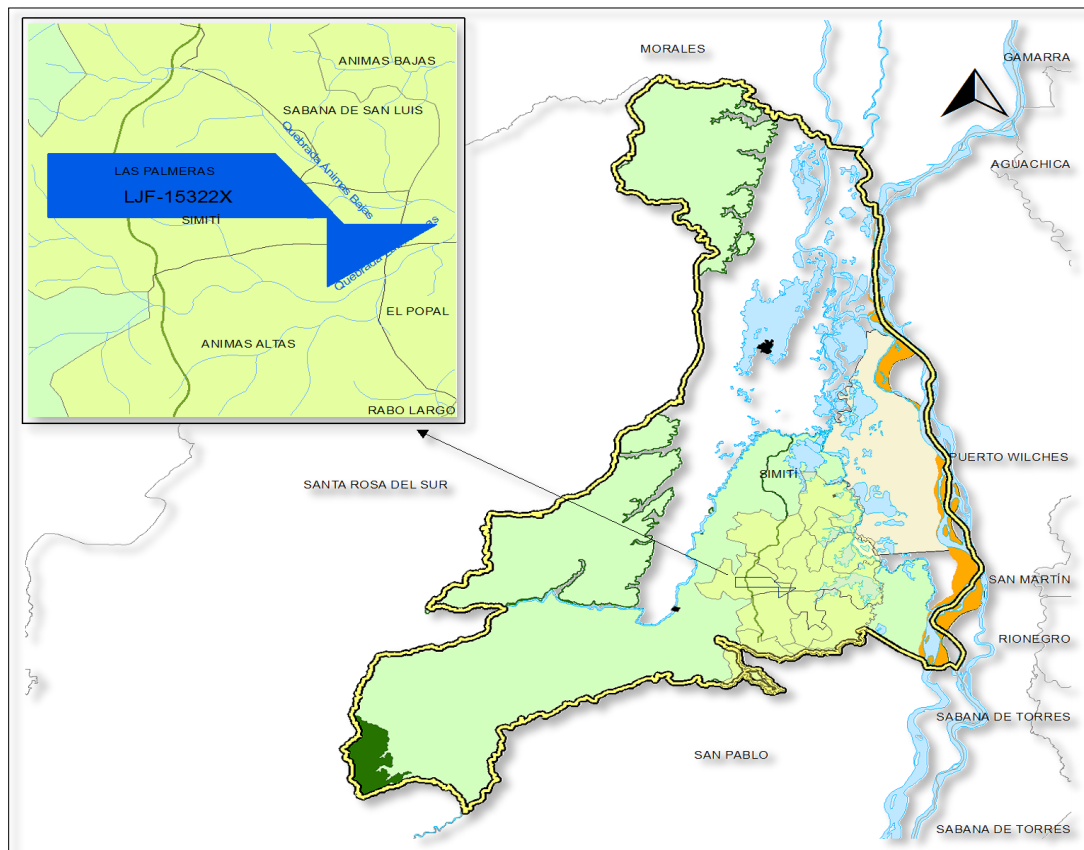 MORALES
GAMARRA
ANIMAS BAJAS
SABANA DE SAN LUIS
Quebrada Ánimas Bajas
AGUACHICA
LAS PALMERAS
LJF-15322X
SIMITÍ
Quebrada
EL POPAL
ANIMAS ALTAS
RABO LARGO
PUERTO WILCHES
SIMITÍ
SANTA ROSA DEL SUR
SAN MARTÍN
RIONEGRO
SABANA DE TORRES
SAN PABLO
SABANA DE TORRES